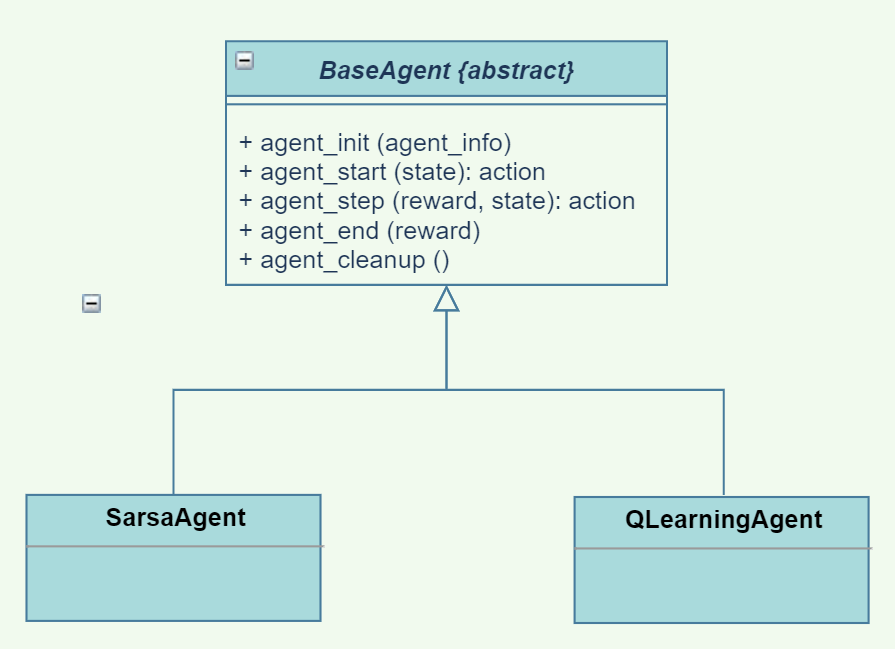 BaseAgent {abstract}
+ agent_init (agent_info)
+ agent_start (state): action
+ agent_step (reward, state): action
+ agent_end (reward)
+ agent_cleanup ()
SarsaAgent
QLearningAgent